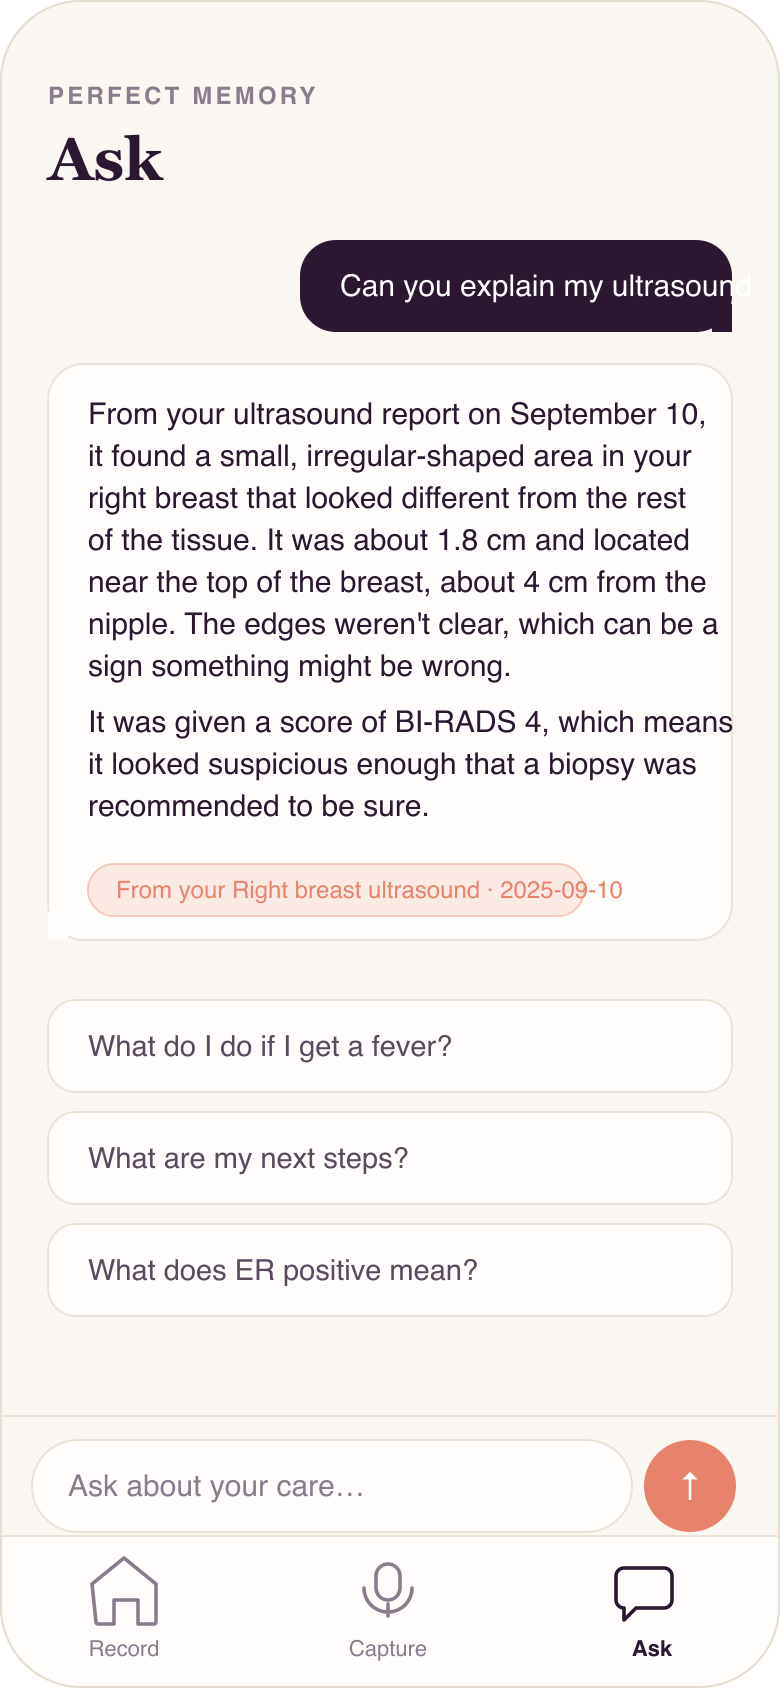 PERFECT MEMORY
Ask
Can you explain my ultrasound
From your ultrasound report on September 10,
it found a small, irregular-shaped area in your
right breast that looked different from the rest
of the tissue. It was about 1.8 cm and located
near the top of the breast, about 4 cm from the
nipple. The edges weren't clear, which can be a
sign something might be wrong.
It was given a score of BI-RADS 4, which means
it looked suspicious enough that a biopsy was
recommended to be sure.
From your Right breast ultrasound · 2025-09-10
What do I do if I get a fever?
What are my next steps?
What does ER positive mean?
Ask about your care…
↑
Record
Capture
Ask